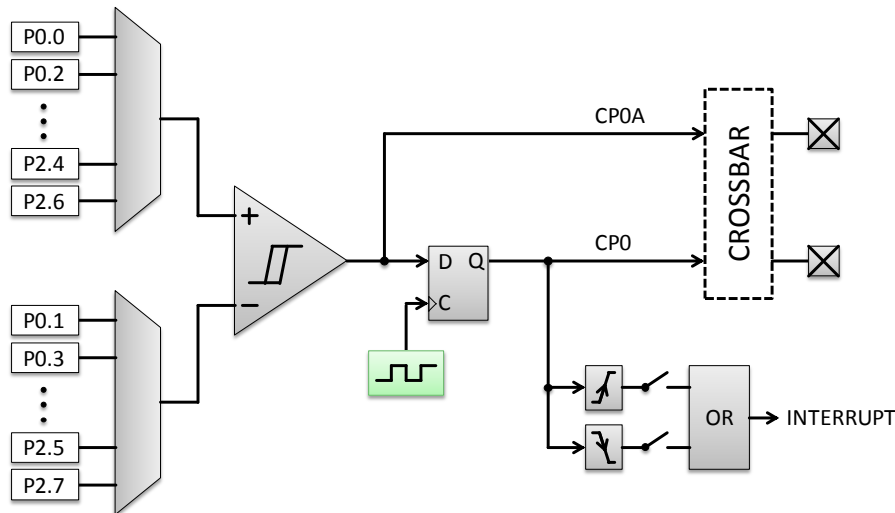 P0.0
P0.2
P2.4
P2.6
P0.1
P0.3
P2.5
P2.7
+
−
D Q
C
CP0A
CP0
CROSSBAR
OR
INTERRUPT